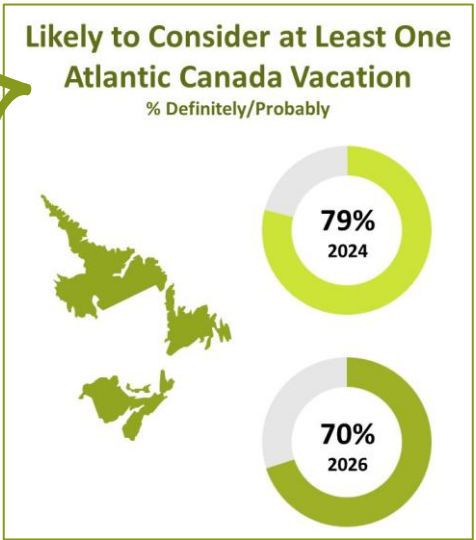 Likely to Consider at Least One
Atlantic Canada Vacation
% Definitely/Probably
79%
2024
70%
2026